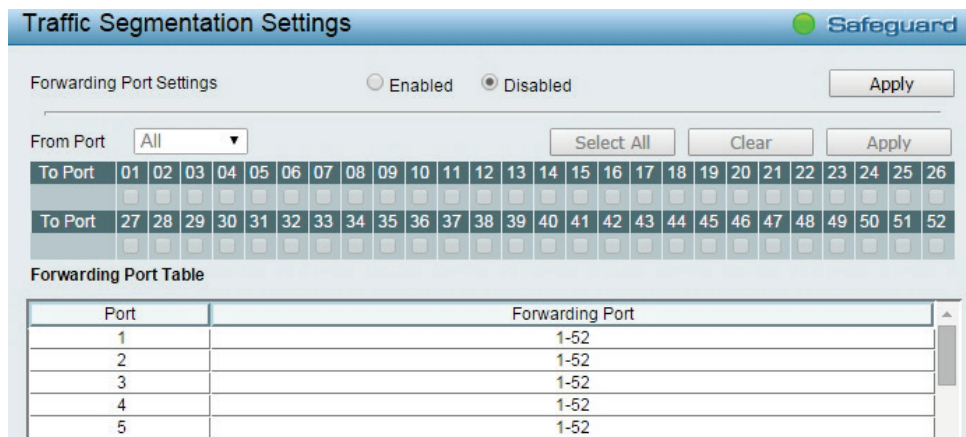 Traffic Segmentation Settings Safeguard
Forwarding Port Settings Enabled Disabled Apply
From Port All Select All Clear Apply
To Port 01 02 03 04 05 06 07 08 09 10 11 12 13 14 15 16 17 18 19 20 21 22 23 24 25 26
To Port 27 28 29 30 31 32 33 34 35 36 37 38 39 40 41 42 43 44 45 46 47 48 49 50 51 52
Forwarding Port Table
Port Forwarding Port
1 1-52
2 1-52
3 1-52
4 1-52
5 1-52